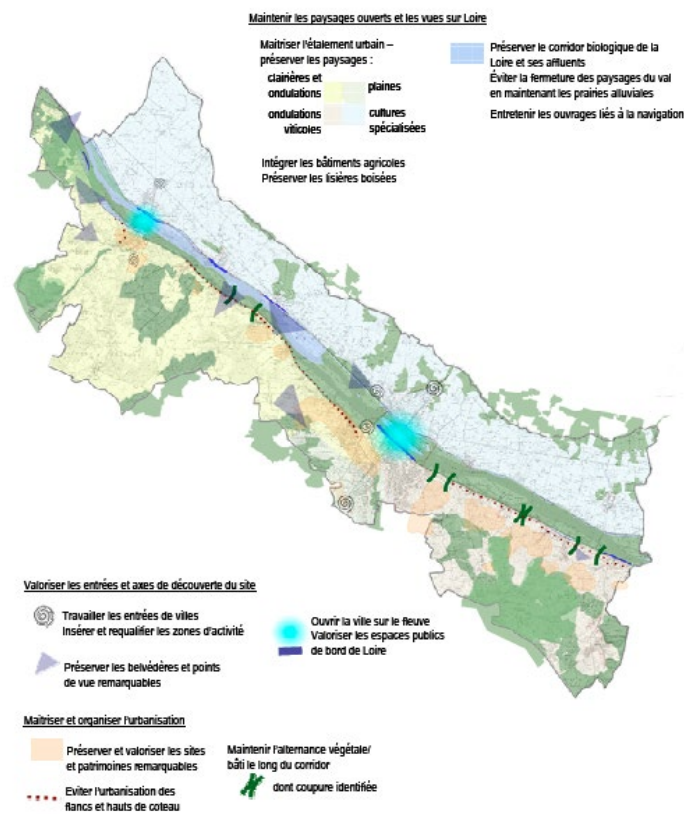 Maintenir les paysages ouverts et les vues sur Loire
Maitriser l'étalement urbain –
préserver les paysages :
clairières et
ondulations
plaines
ondulations
viticoles
cultures
spécialisées
Intégrer les bâtiments agricoles
Préserver les lisières boisées
Préserver le corridor biologique de la
Loire et ses affluents
Éviter la fermeture des paysages du val
en maintenant les prairies alluviales
Entretenir les ouvrages liés à la navigation
Valoriser les entrées et axes de découverte du site
Travailler les entrées de villes
Insérer et requalifier les zones d'activité
Préserver les belvédères et points
de vue remarquables
Ouvrir la ville sur le fleuve
Valoriser les espaces publics
de bord de Loire
Maitriser et organiser l'urbanisation
Préserver et valoriser les sites
et patrimoines remarquables
Eviter l'urbanisation des
flancs et hauts de coteau
Maintenir l'alternance végétale/
bâti le long du corridor
dont coupure identifiée